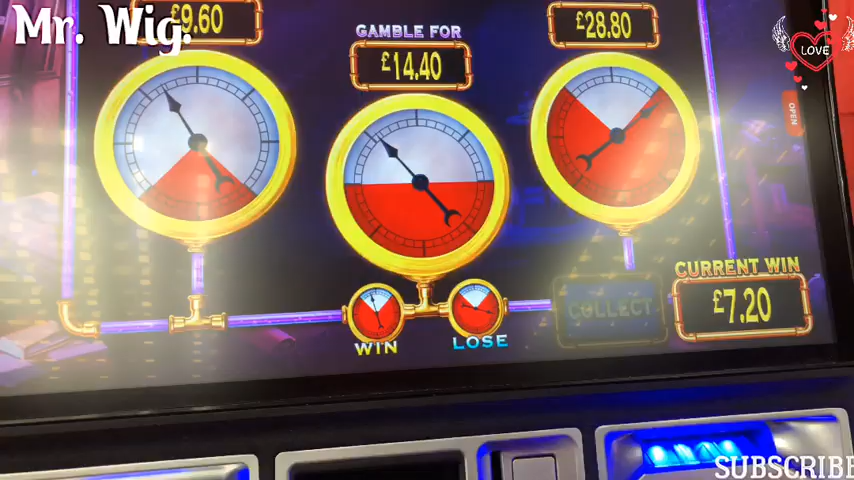 Mr. Wig.
£9.60
GAMBLE FOR
£14.40
£28.80
LOVE
OPEN
CURRENT WIN
£7.20
COLLECT
WIN
LOSE
SUBSCRIBE